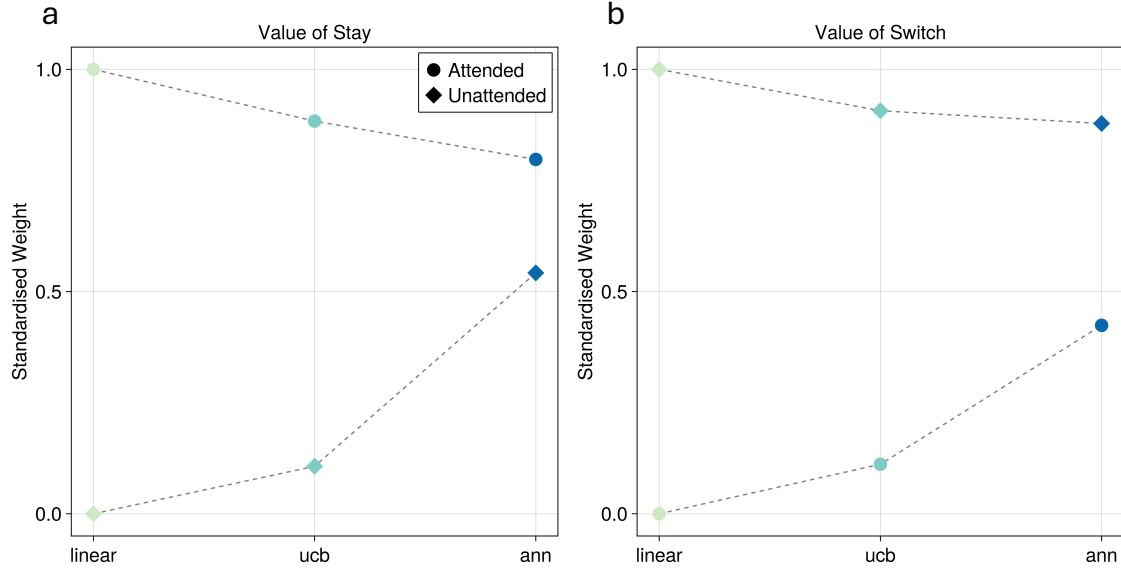 a
Value of Stay
Standardised Weight
1.0
0.5
0.0
Attended
Unattended
linear
ucb
ann
b
Value of Switch
Standardised Weight
1.0
0.5
0.0
linear
ucb
ann